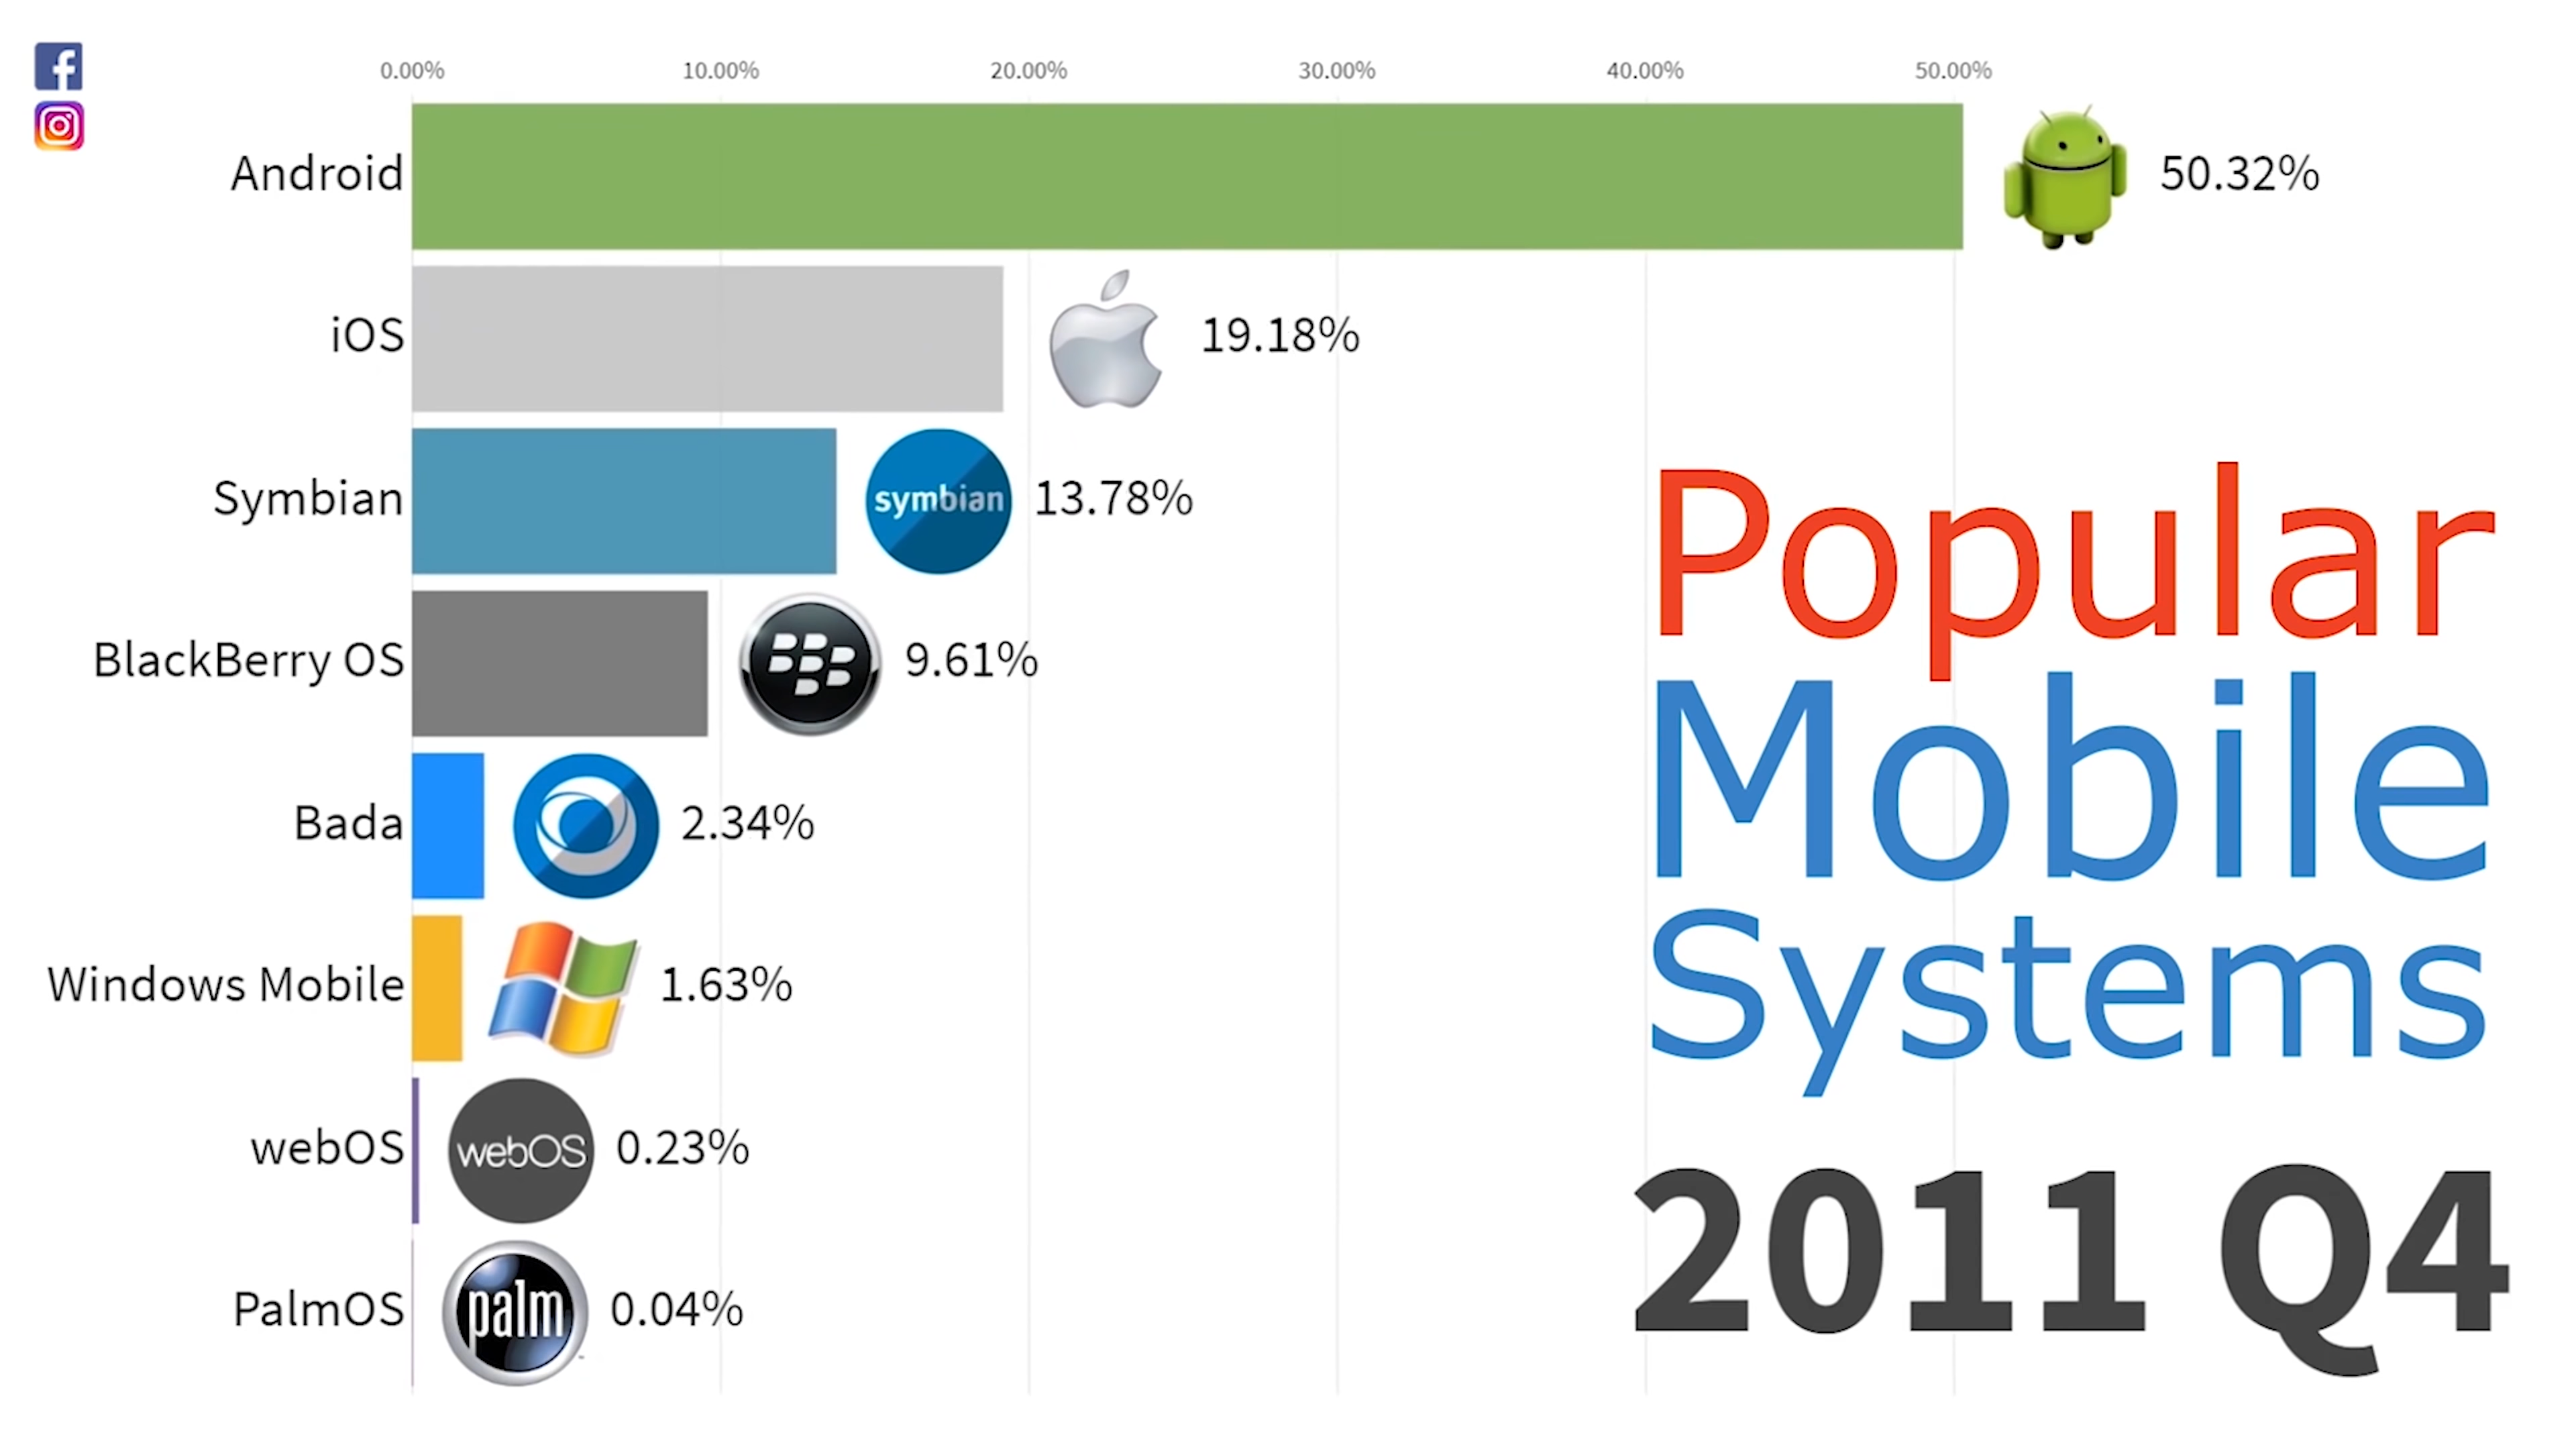 0.00% 10.00% 20.00% 30.00% 40.00% 50.00%
Android 50.32%
iOS 19.18%
Symbian symbian 13.78%
BlackBerry OS 9.61%
Bada 2.34%
Windows Mobile 1.63%
webOS webOS 0.23%
PalmOS palm 0.04%
Popular
Mobile
Systems
2011 Q4